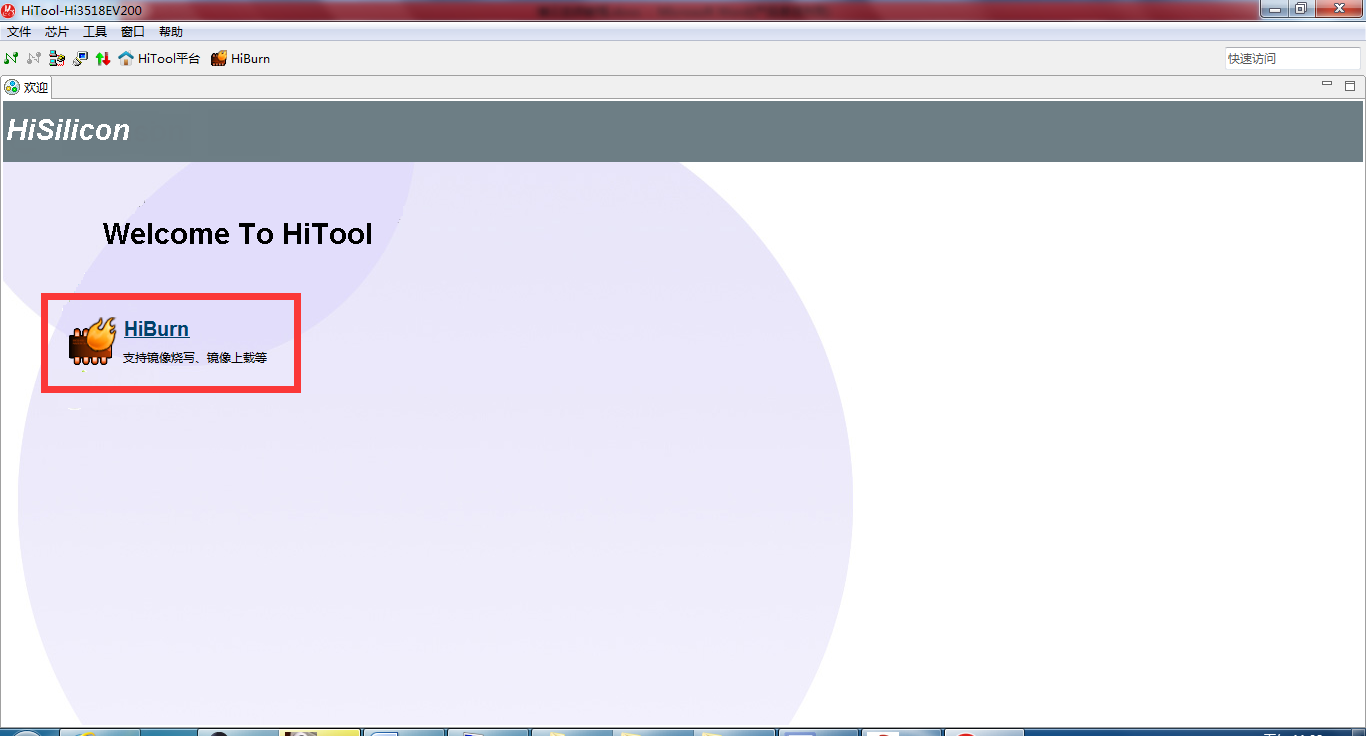 HiTool-Hi3518EV200
文件 芯片 工具 窗口 帮助
HiTool平台 HiBurn 快速访问
欢迎
HiSilicon
Welcome To HiTool
HiBurn
支持镜像烧写、镜像上载等